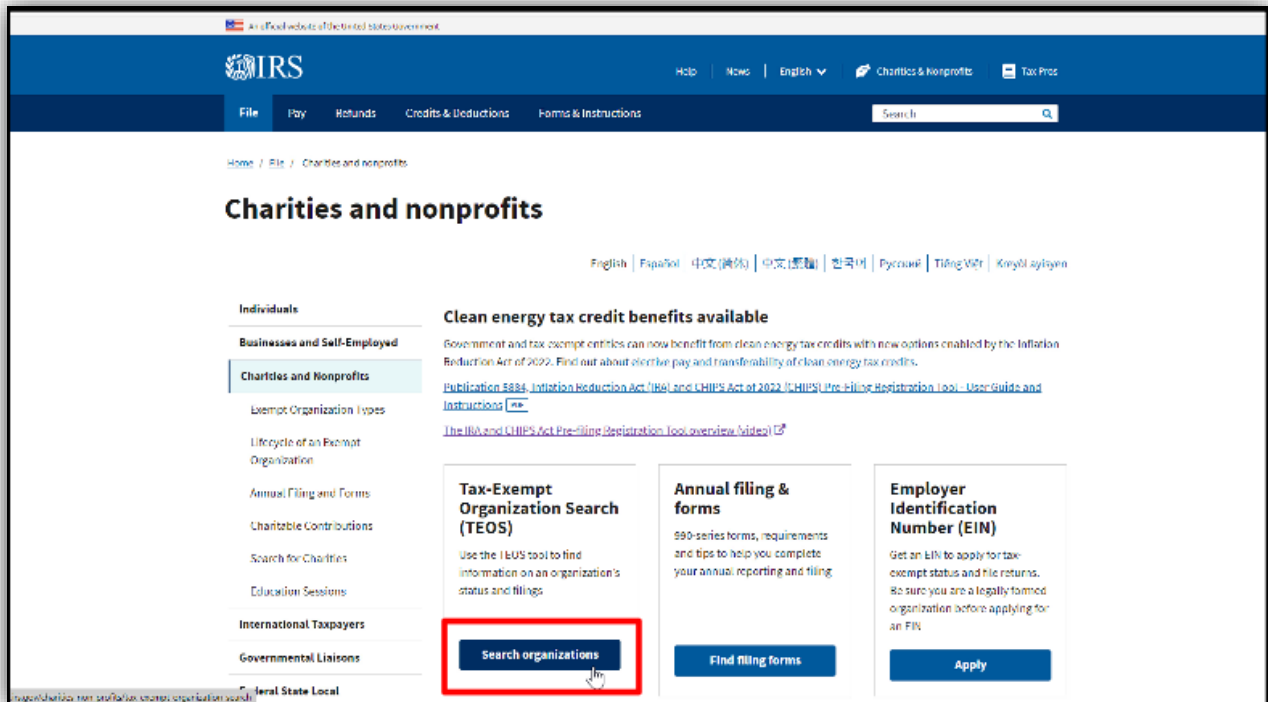 An official website of the United States Government
IRS
Help | News | English | Charities & Nonprofits | Tax Pros
File Pay Refunds Credits & Deductions Forms & Instructions
Search
Home / File / Charities and nonprofits
Charities and nonprofits
English | Español | 中文 (简体) | 中文 (繁體) | 한국어 | Русский | Tiếng Việt | Kreyòl ayisyen
Individuals
Businesses and Self-Employed
Charities and Nonprofits
Exempt Organization Types
Lifecycle of an Exempt
Organization
Annual Filing and Forms
Charitable Contributions
Search for Charities
Education Sessions
International Taxpayers
Governmental Liaisons
Federal State Local
Clean energy tax credit benefits available
Government and tax exempt entities can now benefit from clean energy tax credits with new options enabled by the Inflation
Reduction Act of 2022. Find out about elective pay and transferability of clean energy tax credits.
Publication 5884, Inflation Reduction Act (IRA) and CHIPS Act of 2022 (CHIPS) Pre-Filing Registration Tool - User Guide and
Instructions PDF
The IRA and CHIPS Act Pre-filing Registration Tool overview (video)
Tax-Exempt
Organization Search
(TEOS)
Use the TEOS tool to find
information on an organization's
status and filings
Search organizations
Annual filing &
forms
990-series forms, requirements
and tips to help you complete
your annual reporting and filing
Find filing forms
Employer
Identification
Number (EIN)
Get an EIN to apply for tax-
exempt status and file returns.
Be sure you are a legally formed
organization before applying for
an EIN
Apply
irs.gov/charities-non-profits/tax-exempt-organization-search